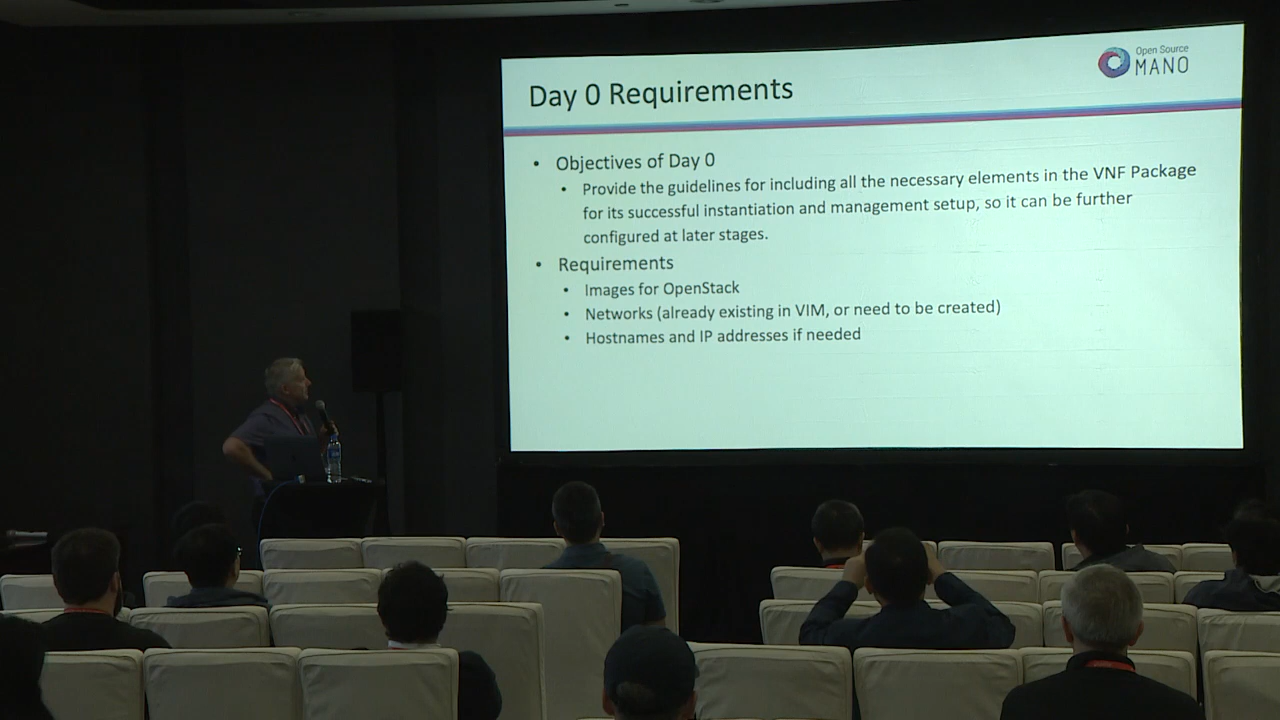 Open Source
MANO
Day 0 Requirements
• Objectives of Day 0
• Provide the guidelines for including all the necessary elements in the VNF Package
for its successful instantiation and management setup, so it can be further
configured at later stages.
• Requirements
• Images for OpenStack
• Networks (already existing in VIM, or need to be created)
• Hostnames and IP addresses if needed